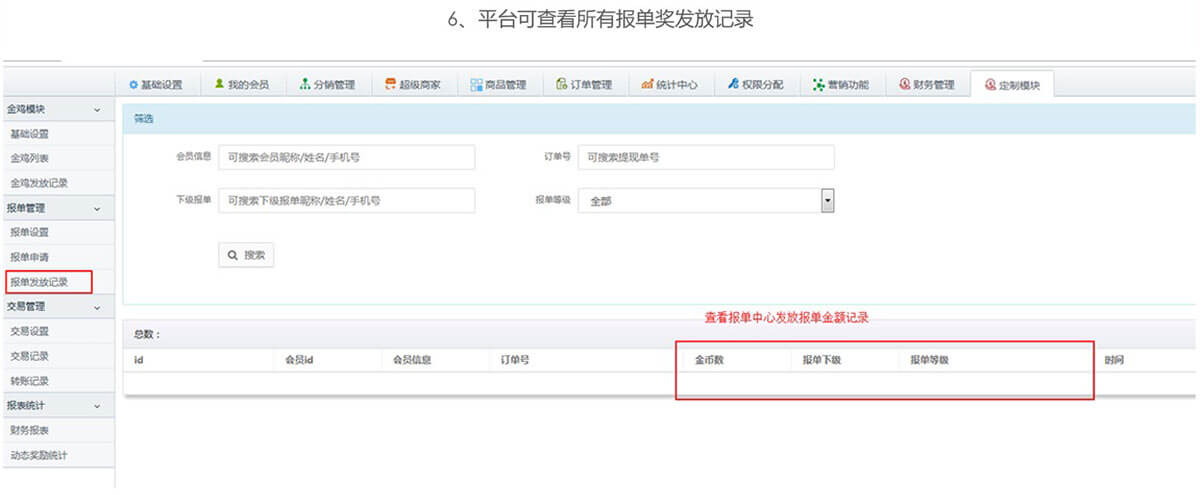 6、平台可查看所有报单奖发放记录
基础设置 我的会员 分销管理 超级商家 商品管理 订单管理 统计中心 权限分配 营销功能 财务管理 定制模块
金鸡模块
基础设置
金鸡列表
金鸡发放记录
报单管理
报单设置
报单申请
报单发放记录
交易管理
交易设置
交易记录
转账记录
报表统计
财务报表
动态奖励统计
筛选
会员信息 可搜索会员昵称/姓名/手机号 订单号 可搜索提现单号
下级报单 可搜索下级报单昵称/姓名/手机号 报单等级 全部
搜索
查看报单中心发放报单金额记录
总数：
id 会员id 会员信息 订单号 金币数 报单下级 报单等级 时间